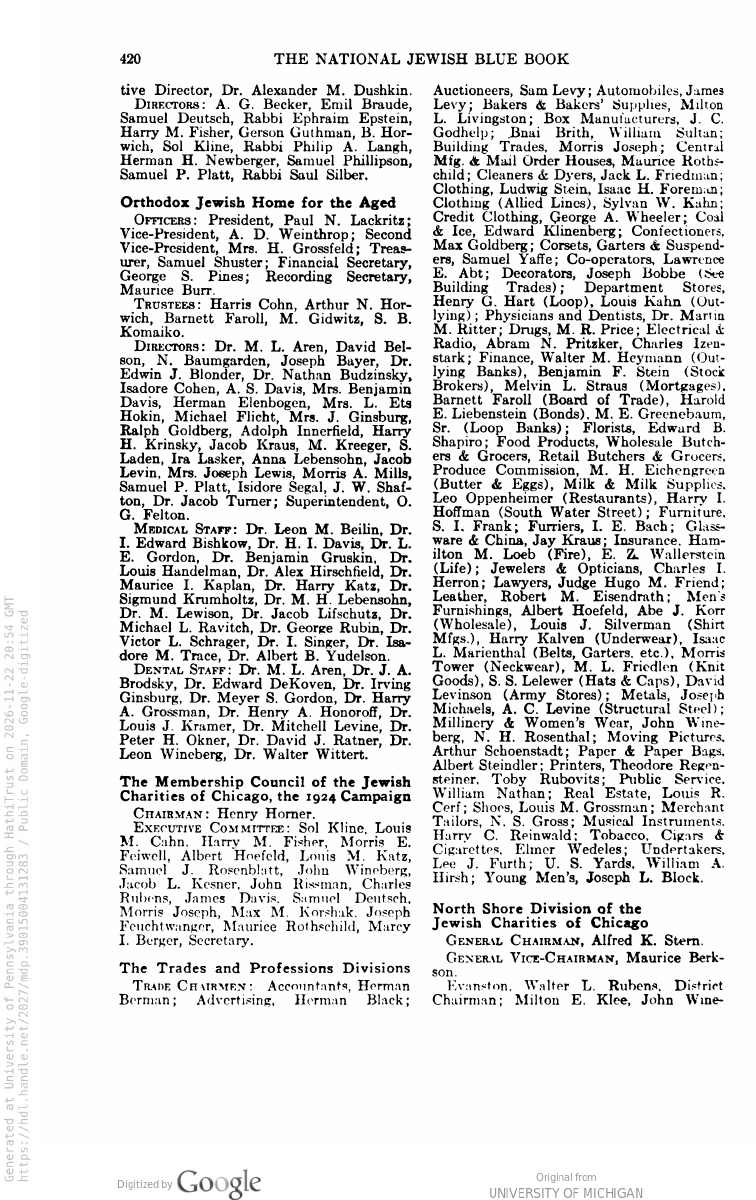 420
THE NATIONAL JEWISH BLUE BOOK
tive Director, Dr. Alexander M. Dushkin.
DIRECTORS: A. G. Becker, Emil Braude,
Samuel Deutsch, Rabbi Ephraim Epstein,
Harry M. Fisher, Gerson Guthman, B. Hor-
wich, Sol Kline, Rabbi Philip A. Langh,
Herman H. Newberger, Samuel Phillipson,
Samuel P. Platt, Rabbi Saul Silber.
Orthodox Jewish Home for the Aged
OFFICERS: President, Paul N. Lackritz;
Vice-President, A. D. Weinthrop; Second
Vice-President, Mrs. H. Grossfeld; Treas-
urer, Samuel Shuster; Financial Secretary,
George S. Pines; Recording Secretary,
Maurice Burr.
TRUSTEES: Harris Cohn, Arthur N. Hor-
wich, Barnett Faroll, M. Gidwitz, S. B.
Komaiko.
DIRECTORS: Dr. M. L. Aren, David Bel-
son, N. Baumgarden, Joseph Bayer, Dr.
Edwin J. Blonder, Dr. Nathan Budzinsky,
Isadore Cohen, A. S. Davis, Mrs. Benjamin
Davis, Herman Elenbogen, Mrs. L. Ets
Hokin, Michael Flicht, Mrs. J. Ginsburg,
Ralph Goldberg, Adolph Innerfield, Harry
H. Krinsky, Jacob Kraus, M. Kreeger, S.
Laden, Ira Lasker, Anna Lebensohn, Jacob
Levin, Mrs. Joseph Lewis, Morris A. Mills,
Samuel P. Platt, Isidore Segal, J. W. Shaf-
ton, Dr. Jacob Turner; Superintendent, O.
G. Felton.
MEDICAL STAFF: Dr. Leon M. Beilin, Dr.
I. Edward Bishkow, Dr. H. I. Davis, Dr. L.
E. Gordon, Dr. Benjamin Gruskin, Dr.
Louis Handelman, Dr. Alex Hirschfield, Dr.
Maurice I. Kaplan, Dr. Harry Katz, Dr.
Sigmund Krumholtz, Dr. M. H. Lebensohn,
Dr. M. Lewison, Dr. Jacob Lifschutz, Dr.
Michael L. Ravitch, Dr. George Rubin, Dr.
Victor L. Schrager, Dr. I. Singer, Dr. Isa-
dore M. Trace, Dr. Albert B. Yudelson.
DENTAL STAFF: Dr. M. L. Aren, Dr. J. A.
Brodsky, Dr. Edward DeKoven, Dr. Irving
Ginsburg, Dr. Meyer S. Gordon, Dr. Harry
A. Grossman, Dr. Henry A. Honoroff, Dr.
Louis J. Kramer, Dr. Mitchell Levine, Dr.
Peter H. Okner, Dr. David J. Ratner, Dr.
Leon Wineberg, Dr. Walter Wittert.
The Membership Council of the Jewish
Charities of Chicago, the 1924 Campaign
CHAIRMAN: Henry Horner.
EXECUTIVE COMMITTEE: Sol Kline, Louis
M. Cahn, Harry M. Fisher, Morris E.
Feiwell, Albert Hoefeld, Louis M. Katz,
Samuel J. Rosenblatt, John Wineberg,
Jacob L. Kesner, John Rissman, Charles
Rubens, James Davis, Samuel Deutsch,
Morris Joseph, Max M. Korshak, Joseph
Feuchtwanger, Maurice Rothschild, Marcy
I. Berger, Secretary.
The Trades and Professions Divisions
TRADE CHAIRMEN: Accountants, Herman
Berman; Advertising, Herman Black;
Auctioneers, Sam Levy; Automobiles, James
Levy; Bakers & Bakers' Supplies, Milton
L. Livingston; Box Manufacturers, J. C.
Godhelp; Bnai Brith, William Sultan;
Building Trades, Morris Joseph; Central
Mfg. & Mail Order Houses, Maurice Roths-
child; Cleaners & Dyers, Jack L. Friedman;
Clothing, Ludwig Stein, Isaac H. Foreman;
Clothing (Allied Lines), Sylvan W. Kahn;
Credit Clothing, George A. Wheeler; Coal
& Ice, Edward Klinenberg; Confectioners,
Max Goldberg; Corsets, Garters & Suspend-
ers, Samuel Yaffe; Co-operators, Lawrence
E. Abt; Decorators, Joseph Bobbe (See
Building Trades); Department Stores,
Henry G. Hart (Loop), Louis Kahn (Out-
lying); Physicians and Dentists, Dr. Martin
M. Ritter; Drugs, M. R. Price; Electrical &
Radio, Abram N. Pritzker, Charles Izen-
stark; Finance, Walter M. Heymann (Out-
lying Banks), Benjamin F. Stein (Stock
Brokers), Melvin L. Straus (Mortgages),
Barnett Faroll (Board of Trade), Harold
E. Liebenstein (Bonds), M. E. Greenebaum,
Sr. (Loop Banks); Florists, Edward B.
Shapiro; Food Products, Wholesale Butch-
ers & Grocers, Retail Butchers & Grocers,
Produce Commission, M. H. Eichengreen
(Butter & Eggs), Milk & Milk Supplies,
Leo Oppenheimer (Restaurants), Harry I.
Hoffman (South Water Street); Furniture,
S. I. Frank; Furriers, I. E. Bach; Glass-
ware & China, Jay Kraus; Insurance, Ham-
ilton M. Loeb (Fire), E. Z. Wallerstein
(Life); Jewelers & Opticians, Charles I.
Herron; Lawyers, Judge Hugo M. Friend;
Leather, Robert M. Eisendrath; Men's
Furnishings, Albert Hoefeld, Abe J. Korr
(Wholesale), Louis J. Silverman (Shirt
Mfgs.), Harry Kalven (Underwear), Isaac
L. Marienthal (Belts, Garters, etc.), Morris
Tower (Neckwear), M. L. Friedlen (Knit
Goods), S. S. Lelewer (Hats & Caps), David
Levinson (Army Stores); Metals, Joseph
Michaels, A. C. Levine (Structural Steel);
Millinery & Women's Wear, John Wine-
berg, N. H. Rosenthal; Moving Pictures,
Arthur Schoenstadt; Paper & Paper Bags,
Albert Steindler; Printers, Theodore Regen-
steiner, Toby Rubovits; Public Service,
William Nathan; Real Estate, Louis R.
Cerf; Shoes, Louis M. Grossman; Merchant
Tailors, N. S. Gross; Musical Instruments,
Harry C. Reinwald; Tobacco, Cigars &
Cigarettes, Elmer Wedeles; Undertakers,
Lee J. Furth; U. S. Yards, William A.
Hirsh; Young Men's, Joseph L. Block.
North Shore Division of the
Jewish Charities of Chicago
GENERAL CHAIRMAN, Alfred K. Stern.
GENERAL VICE-CHAIRMAN, Maurice Berk-
son.
Evanston, Walter L. Rubens, District
Chairman; Milton E. Klee, John Wine-
Generated at University of Pennsylvania through HathiTrust on 2026-11-22 20:54 GMT
https://hdl.handle.net/2027/mdp.39015004131283 / Public Domain, Google-digitized
Digitized by Google
Original from
UNIVERSITY OF MICHIGAN